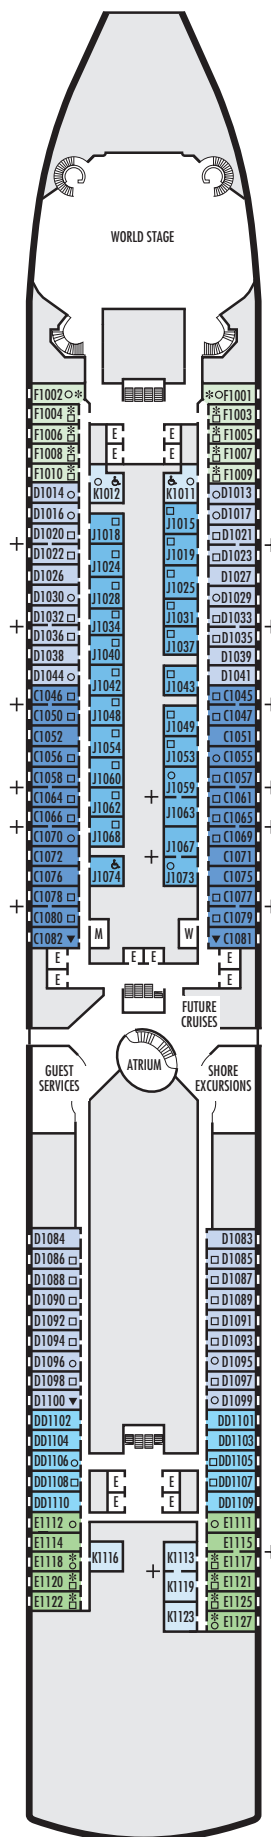 WORLD STAGE
E E
F1002 F1001
F1004 F1003
F1006 E E F1005
F1008 F1007
F1010 F1009
D1014 K1012 K1011 D1013
D1016 J1015 D1017
D1020 J1018 D1021
D1022 J1019 D1023
D1026 J1024 J1025 D1027
D1030 J1028 D1029
D1032 J1034 J1031 D1033
D1036 J1037 D1035
D1038 J1040 D1039
D1044 J1042 J1043 D1041
C1046 C1045
C1050 J1048 J1049 C1047
C1052 C1051
C1056 J1054 J1053 C1055
C1058 J1060 J1059 C1057
C1064 J1062 J1063 C1061
C1066 C1065
C1070 J1068 C1069
C1072 J1067 C1071
C1076 J1074 J1073 C1075
C1078 C1077
C1080 C1079
C1082 M W C1081
E E E E
E E
FUTURE
CRUISES
GUEST
SERVICES
ATRIUM
SHORE
EXCURSIONS
D1084 D1083
D1086 D1085
D1088 D1087
D1090 D1089
D1092 D1091
D1094 D1093
D1096 D1095
D1098 D1097
D1100 D1099
DD1102 DD1101
DD1104 DD1103
DD1106 DD1105
DD1108 E E DD1107
DD1110 E E DD1109
E1112 E1111
E1114 E1115
E1118 K1116 K1113 E1117
E1120 K1119 E1121
E1122 E1125
K1123 E1127